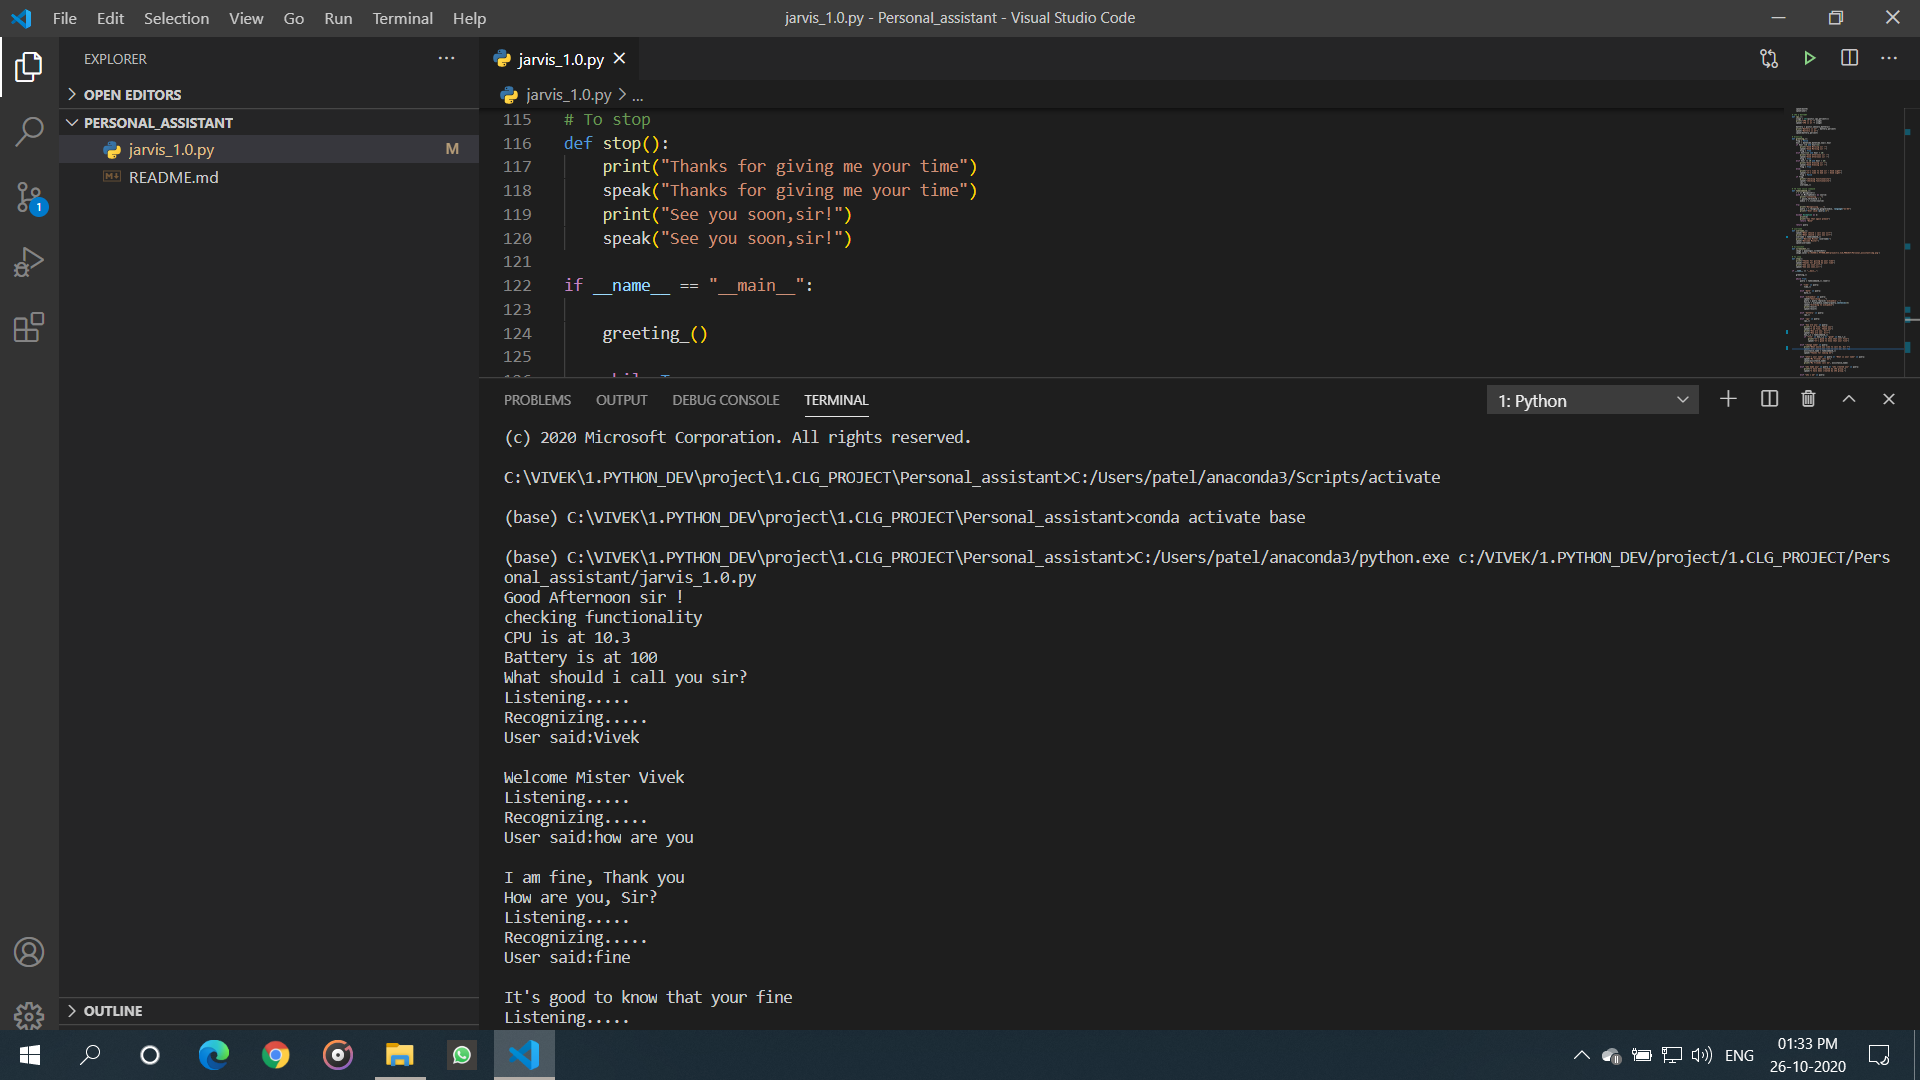 File Edit Selection View Go Run Terminal Help
jarvis_1.0.py - Personal_assistant - Visual Studio Code
EXPLORER
OPEN EDITORS
PERSONAL_ASSISTANT
jarvis_1.0.py M
README.md
1
OUTLINE
jarvis_1.0.py
jarvis_1.0.py > ...
115 # To stop
116 def stop():
117 print("Thanks for giving me your time")
118 speak("Thanks for giving me your time")
119 print("See you soon,sir!")
120 speak("See you soon,sir!")
121
122 if __name__ == "__main__":
123
124 greeting_()
125
PROBLEMS OUTPUT DEBUG CONSOLE TERMINAL
1: Python
(c) 2020 Microsoft Corporation. All rights reserved.
C:\VIVEK\1.PYTHON_DEV\project\1.CLG_PROJECT\Personal_assistant>C:/Users/patel/anaconda3/Scripts/activate
(base) C:\VIVEK\1.PYTHON_DEV\project\1.CLG_PROJECT\Personal_assistant>conda activate base
(base) C:\VIVEK\1.PYTHON_DEV\project\1.CLG_PROJECT\Personal_assistant>C:/Users/patel/anaconda3/python.exe c:/VIVEK/1.PYTHON_DEV/project/1.CLG_PROJECT/Pers
onal_assistant/jarvis_1.0.py
Good Afternoon sir !
checking functionality
CPU is at 10.3
Battery is at 100
What should i call you sir?
Listening.....
Recognizing.....
User said:Vivek
Welcome Mister Vivek
Listening.....
Recognizing.....
User said:how are you
I am fine, Thank you
How are you, Sir?
Listening.....
Recognizing.....
User said:fine
It's good to know that your fine
Listening.....
ENG
01:33 PM
26-10-2020